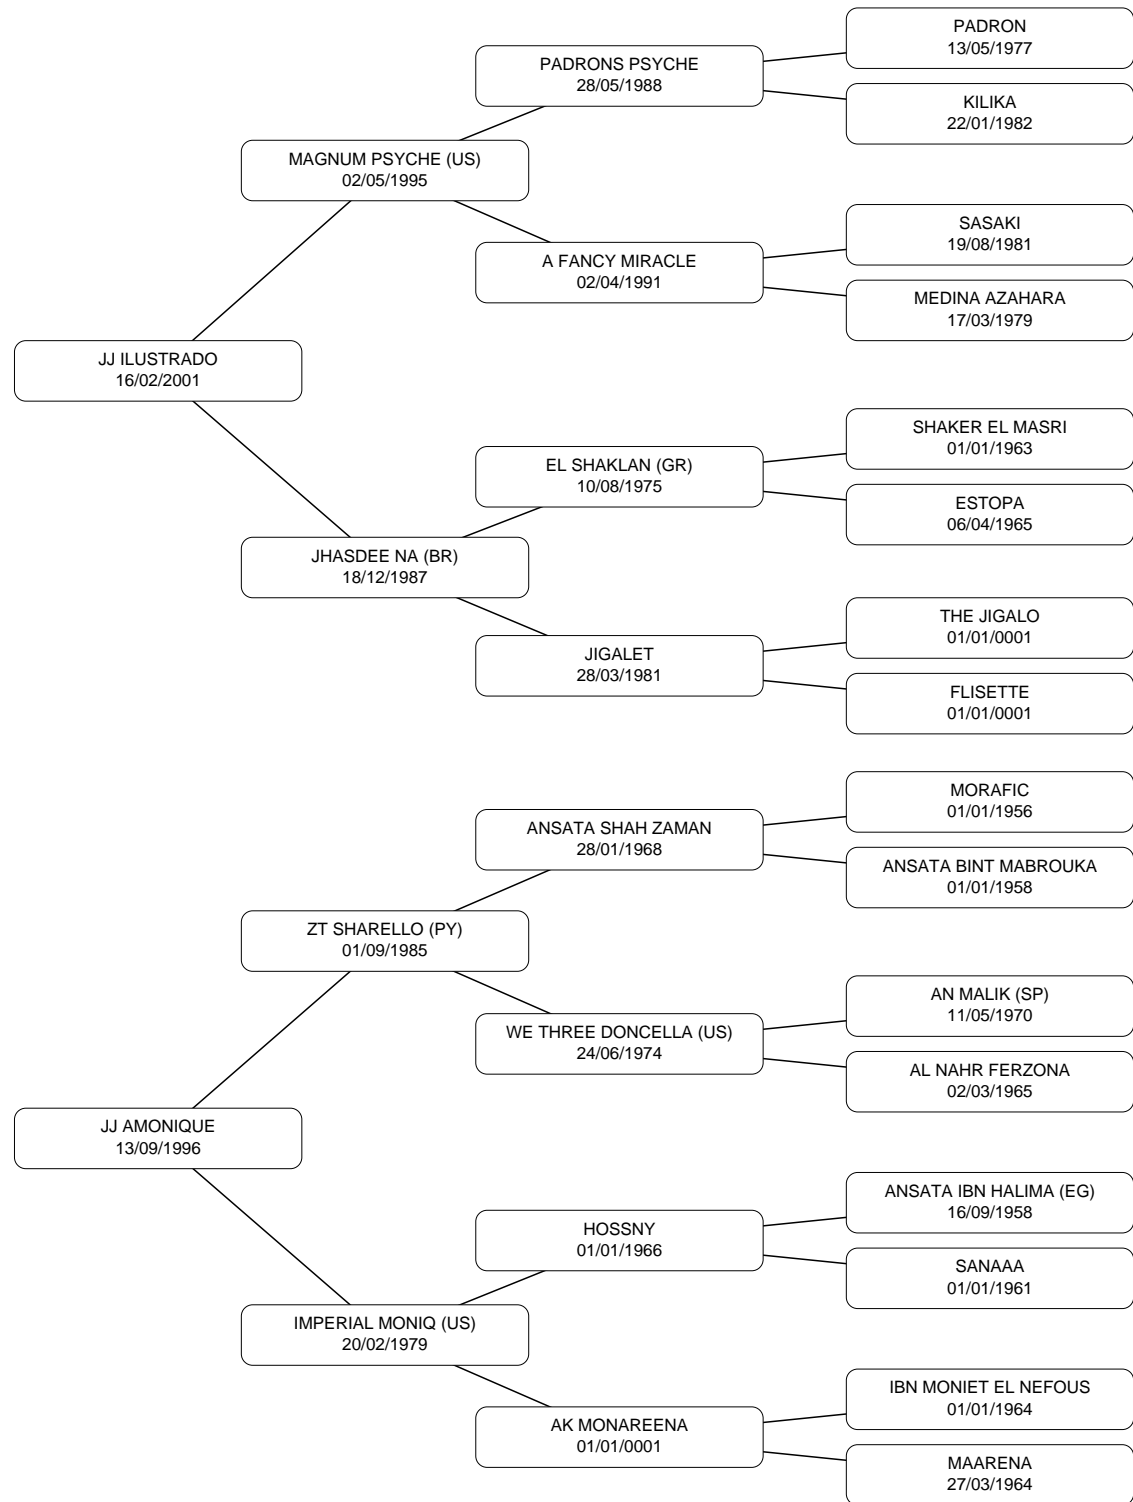 PADRON
13/05/1977
PADRONS PSYCHE
28/05/1988
KILIKA
22/01/1982
MAGNUM PSYCHE (US)
02/05/1995
SASAKI
19/08/1981
A FANCY MIRACLE
02/04/1991
MEDINA AZAHARA
17/03/1979
JJ ILUSTRADO
16/02/2001
SHAKER EL MASRI
01/01/1963
EL SHAKLAN (GR)
10/08/1975
ESTOPA
06/04/1965
JHASDEE NA (BR)
18/12/1987
THE JIGALO
01/01/0001
JIGALET
28/03/1981
FLISETTE
01/01/0001
MORAFIC
01/01/1956
ANSATA SHAH ZAMAN
28/01/1968
ANSATA BINT MABROUKA
01/01/1958
ZT SHARELLO (PY)
01/09/1985
AN MALIK (SP)
11/05/1970
WE THREE DONCELLA (US)
24/06/1974
AL NAHR FERZONA
02/03/1965
JJ AMONIQUE
13/09/1996
ANSATA IBN HALIMA (EG)
16/09/1958
HOSSNY
01/01/1966
SANAAA
01/01/1961
IMPERIAL MONIQ (US)
20/02/1979
IBN MONIET EL NEFOUS
01/01/1964
AK MONAREENA
01/01/0001
MAARENA
27/03/1964